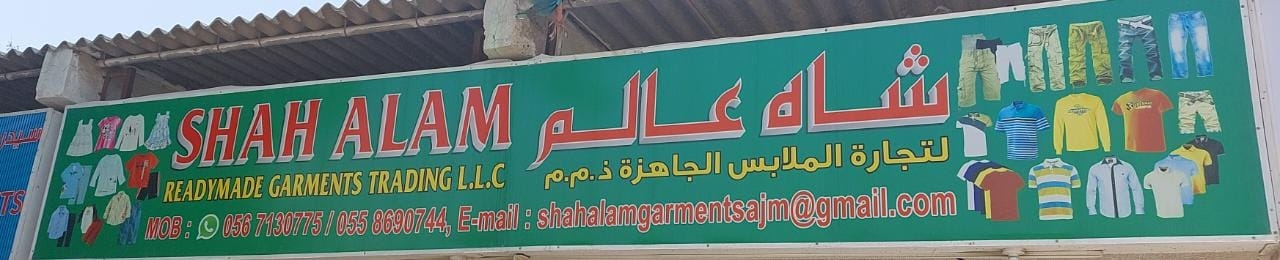 SHAH ALAM
شاه عالم
READYMADE GARMENTS TRADING L.L.C
لتجارة الملابس الجاهزة ذ.م.م
MOB : 056 7130775 / 055 8690744, E-mail : shahalamgarmentsajm@gmail.com